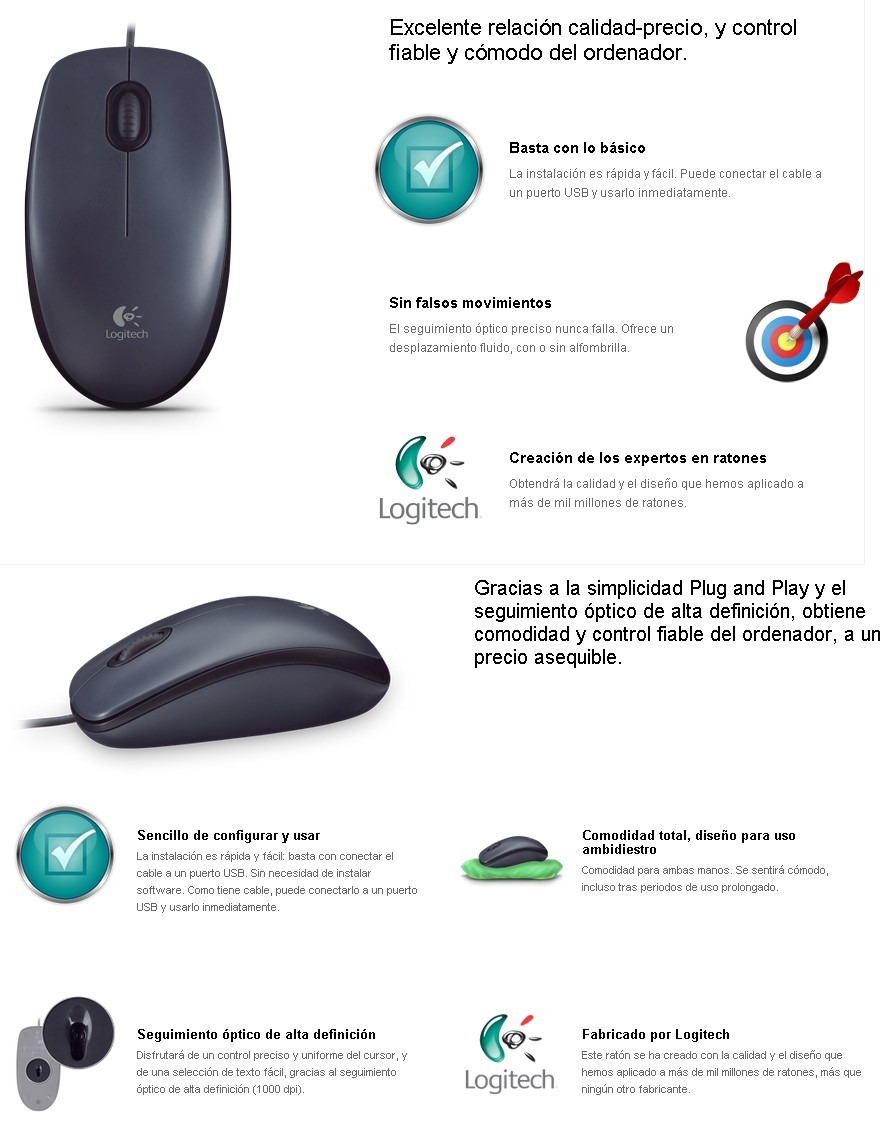 Excelente relación calidad-precio, y control
fiable y cómodo del ordenador.
Basta con lo básico
La instalación es rápida y fácil. Puede conectar el cable a
un puerto USB y usarlo inmediatamente.
Logitech
Sin falsos movimientos
El seguimiento óptico preciso nunca falla. Ofrece un
desplazamiento fluido, con o sin alfombrilla.
Logitech
Creación de los expertos en ratones
Obtendrá la calidad y el diseño que hemos aplicado a
más de mil millones de ratones.
Gracias a la simplicidad Plug and Play y el
seguimiento óptico de alta definición, obtiene
comodidad y control fiable del ordenador, a un
precio asequible.
Sencillo de configurar y usar
La instalación es rápida y fácil: basta con conectar el
cable a un puerto USB. Sin necesidad de instalar
software. Como tiene cable, puede conectarlo a un puerto
USB y usarlo inmediatamente.
Comodidad total, diseño para uso
ambidiestro
Comodidad para ambas manos. Se sentirá cómodo,
incluso tras periodos de uso prolongado.
Seguimiento óptico de alta definición
Disfrutará de un control preciso y uniforme del cursor, y
de una selección de texto fácil, gracias al seguimiento
óptico de alta definición (1000 dpi).
Logitech
Fabricado por Logitech
Este ratón se ha creado con la calidad y el diseño que
hemos aplicado a más de mil millones de ratones, más que
ningún otro fabricante.